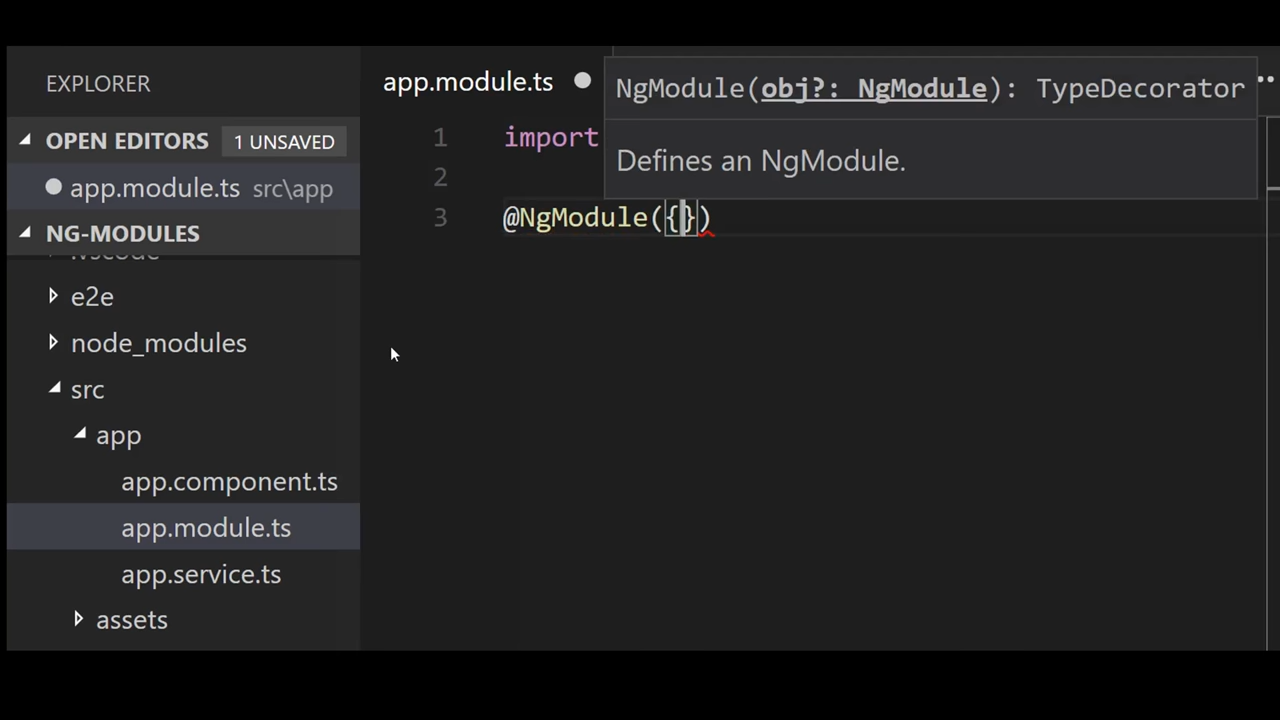 EXPLORER
OPEN EDITORS 1 UNSAVED
app.module.ts src\app
NG-MODULES
.vscode
e2e
node_modules
src
app
app.component.ts
app.module.ts
app.service.ts
assets
app.module.ts
NgModule(obj?: NgModule): TypeDecorator
Defines an NgModule.
1 import
2
3 @NgModule({})